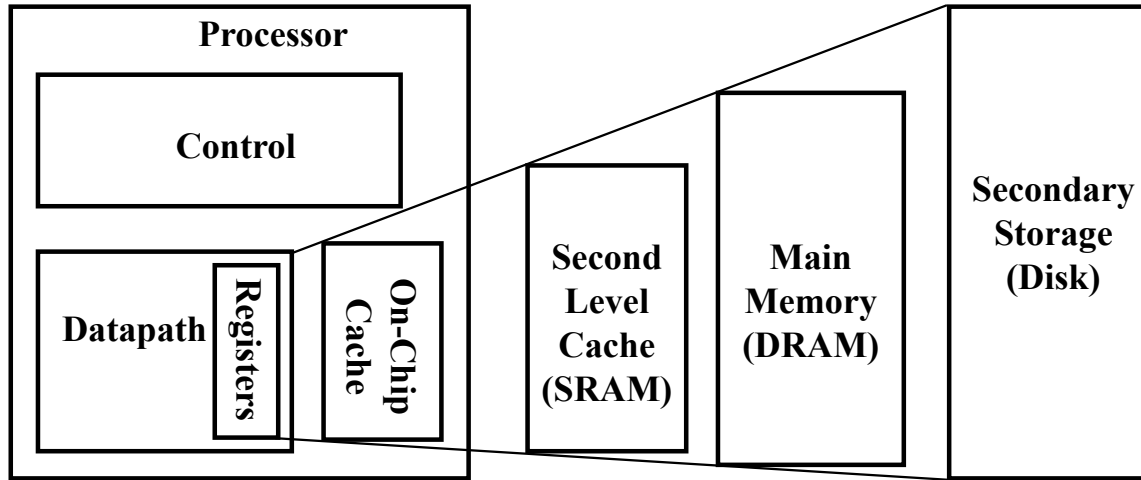 Processor
Control
Datapath
Registers
On-Chip
Cache
Second
Level
Cache
(SRAM)
Main
Memory
(DRAM)
Secondary
Storage
(Disk)